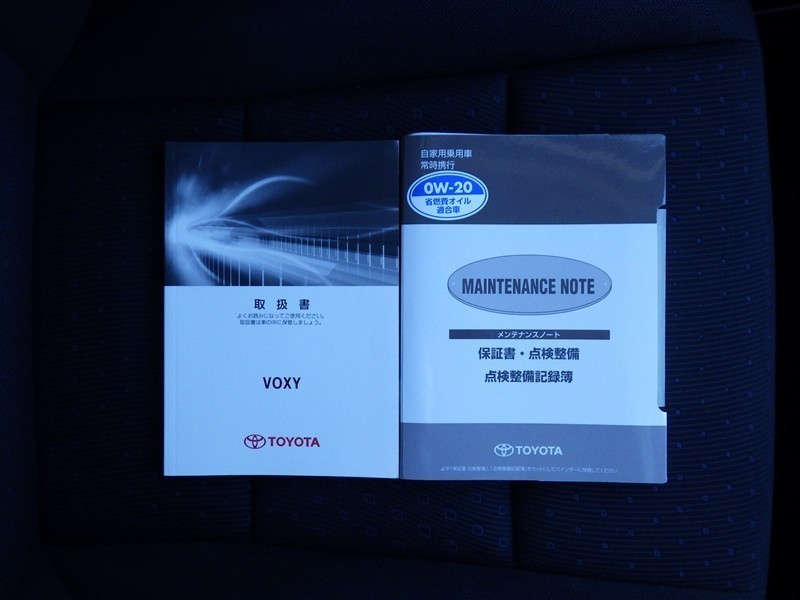 取扱書
よくお読みになってご使用ください。
取扱書は車の中に保管しましょう。
VOXY
TOYOTA
自家用乗用車
常時携行
0W-20
省燃費オイル
適合車
MAINTENANCE NOTE
メンテナンスノート
保証書・点検整備
点検整備記録簿
TOYOTA